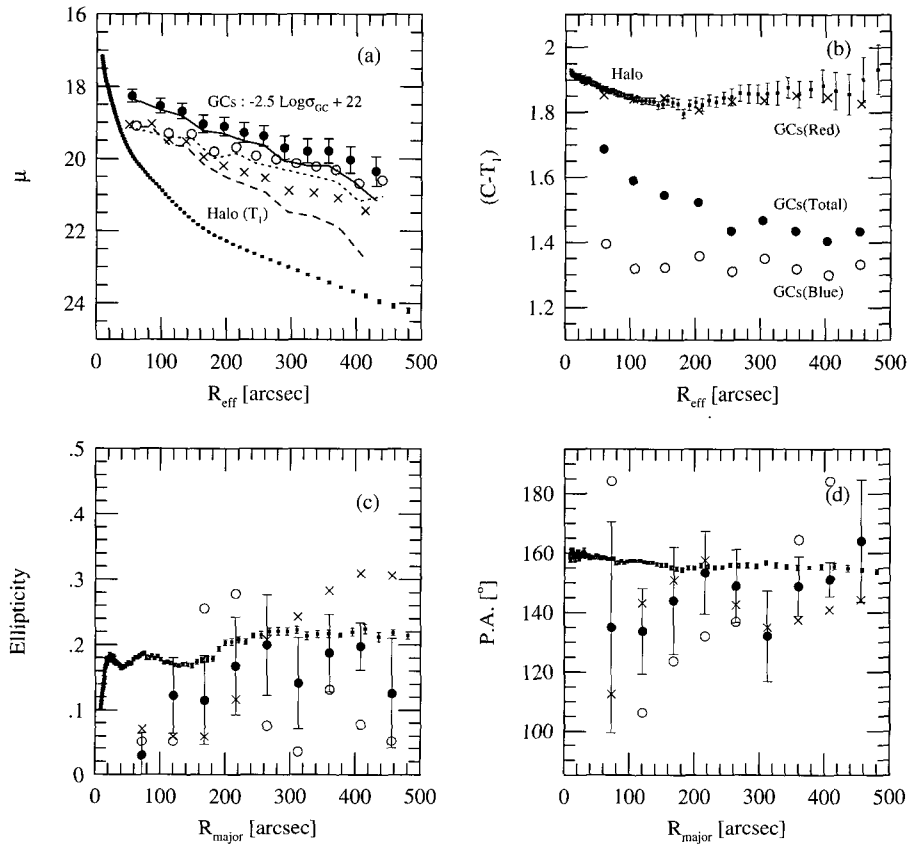 (a)
GCs : -2.5 Logσ_GC + 22
Halo (T_1)
μ
16
18
20
22
24
0 100 200 300 400 500
R_eff [arcsec]
(b)
Halo
GCs(Red)
GCs(Total)
GCs(Blue)
(C-T_1)
2
1.8
1.6
1.4
1.2
0 100 200 300 400 500
R_eff [arcsec]
(c)
Ellipticity
.5
.4
.3
.2
.1
0
0 100 200 300 400 500
R_major [arcsec]
(d)
P.A. [°]
180
160
140
120
100
0 100 200 300 400 500
R_major [arcsec]